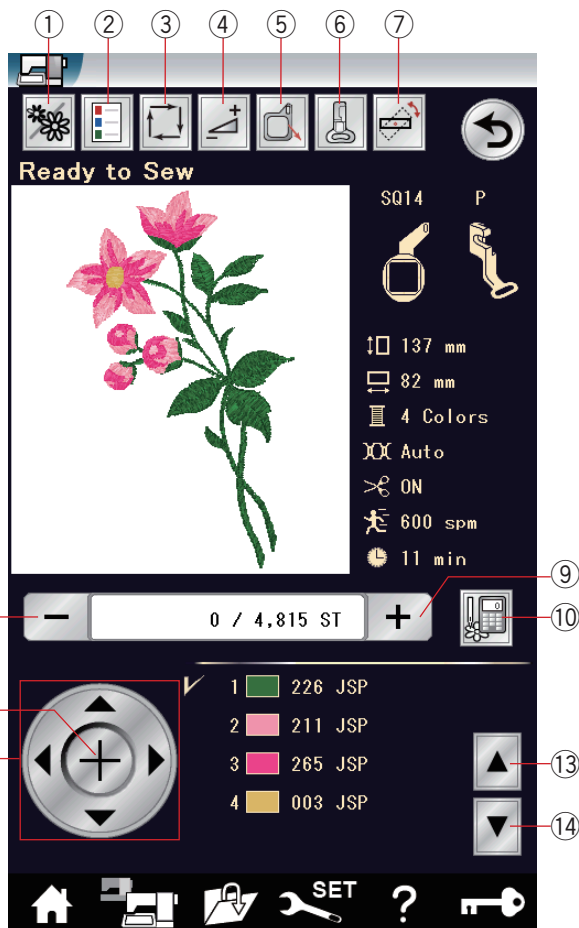 ① ② ③ ④ ⑤ ⑥ ⑦
Ready to Sew
SQ14 P
137 mm
82 mm
4 Colors
Auto
ON
600 spm
11 min
⑨
− 0 / 4,815 ST +
⑩
1 226 JSP
2 211 JSP
3 265 JSP
4 003 JSP
⑬
⑭
SET ?